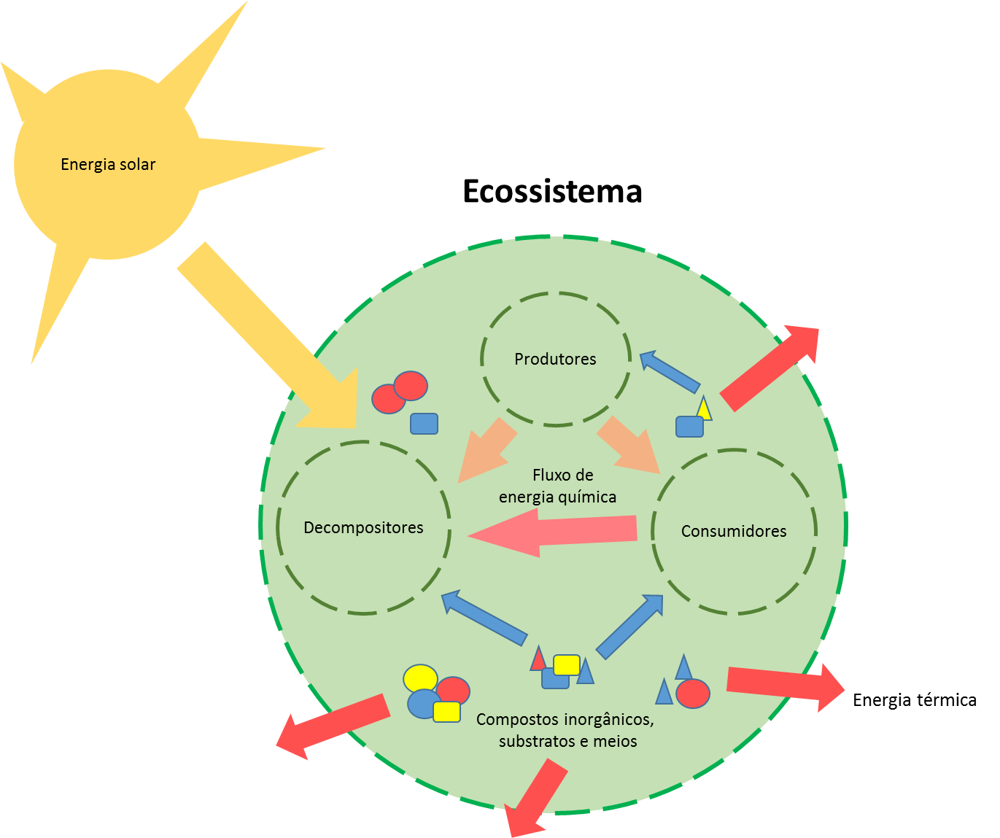 Energia solar
Ecossistema
Produtores
Fluxo de
energia química
Decompositores
Consumidores
Energia térmica
Compostos inorgânicos,
substratos e meios